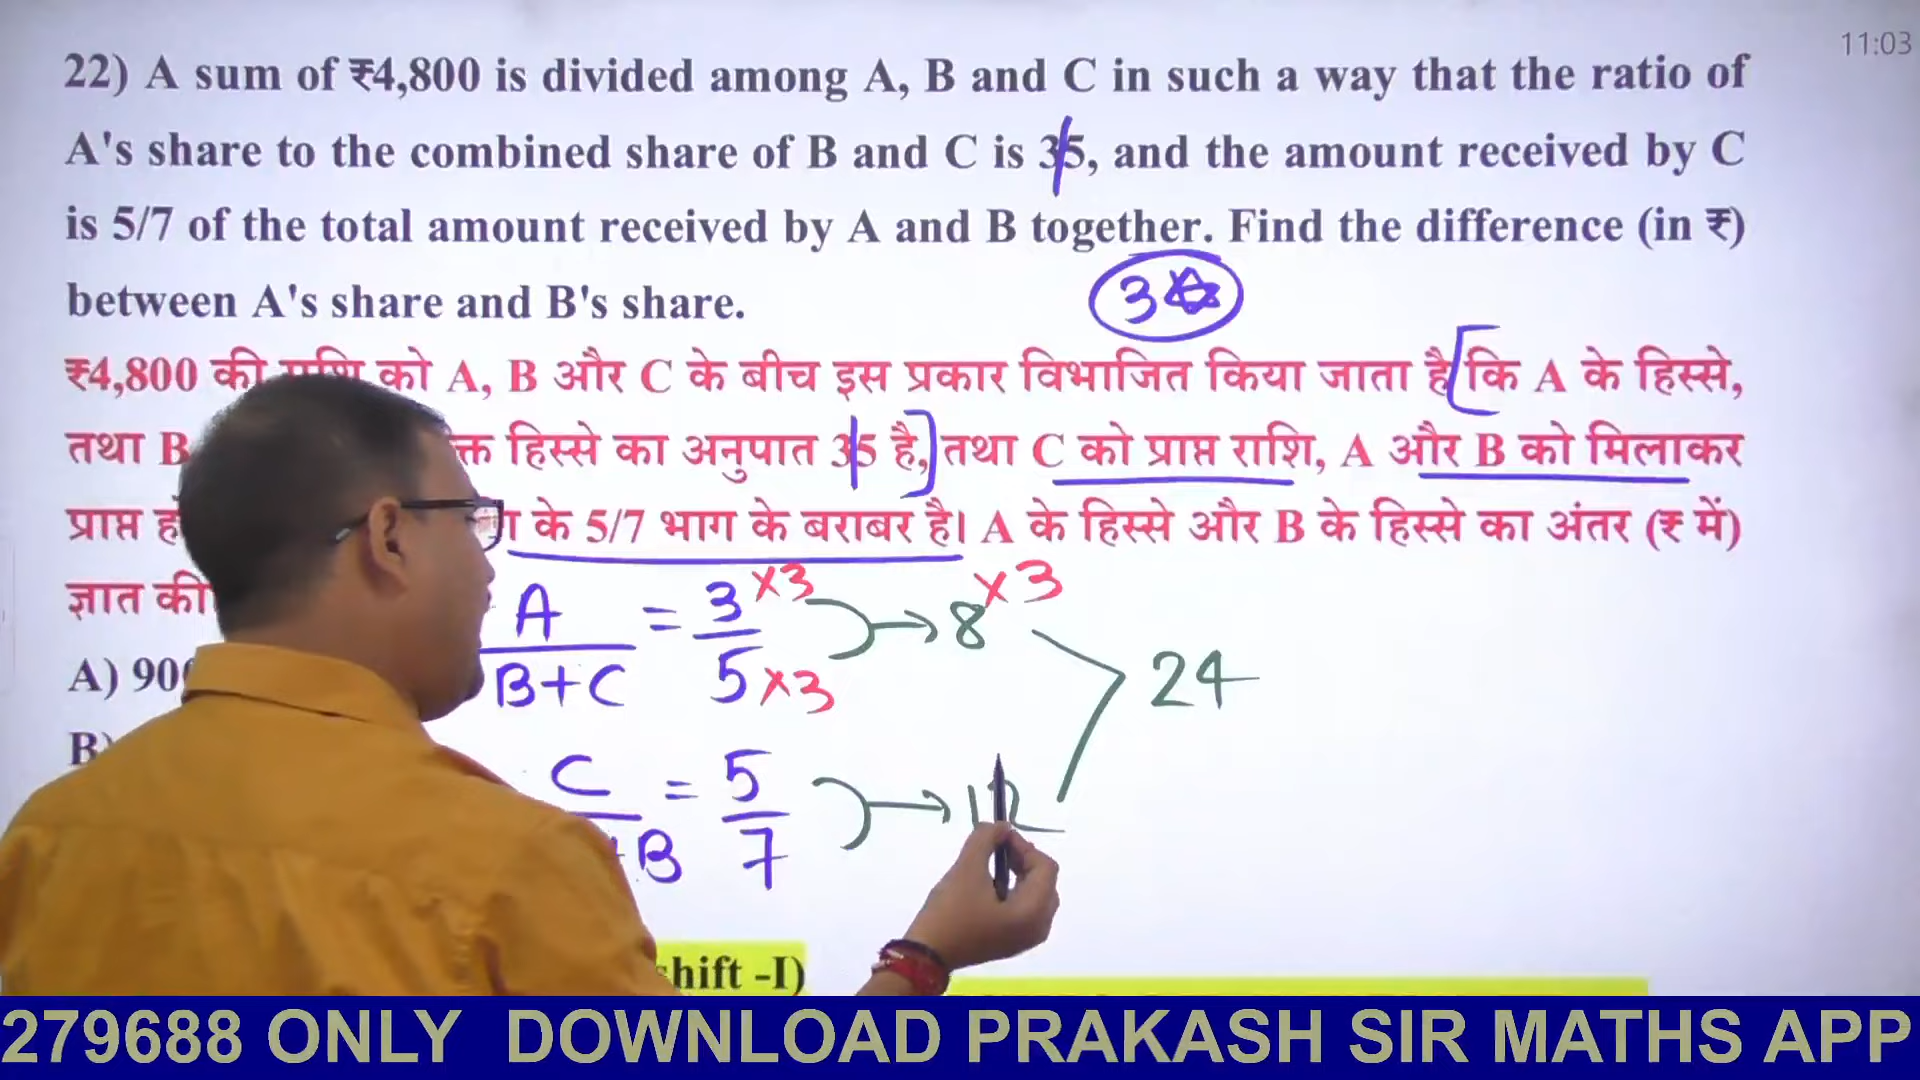 11:03
22) A sum of ₹4,800 is divided among A, B and C in such a way that the ratio of
A's share to the combined share of B and C is 3/5, and the amount received by C
is 5/7 of the total amount received by A and B together. Find the difference (in ₹)
between A's share and B's share.
3
₹4,800 की राशि को A, B और C के बीच इस प्रकार विभाजित किया जाता है कि A के हिस्से,
तथा B हिस्से का अनुपात 3/5 है, तथा C को प्राप्त राशि, A और B को मिलाकर
प्राप्त के 5/7 भाग के बराबर है। A के हिस्से और B के हिस्से का अंतर (₹ में)
ज्ञात
A/B+C = 3×3/5×3 → 8×3
24
A) 90
B)
C/ B = 5/7 → 12
shift -I)
279688 ONLY DOWNLOAD PRAKASH SIR MATHS APP